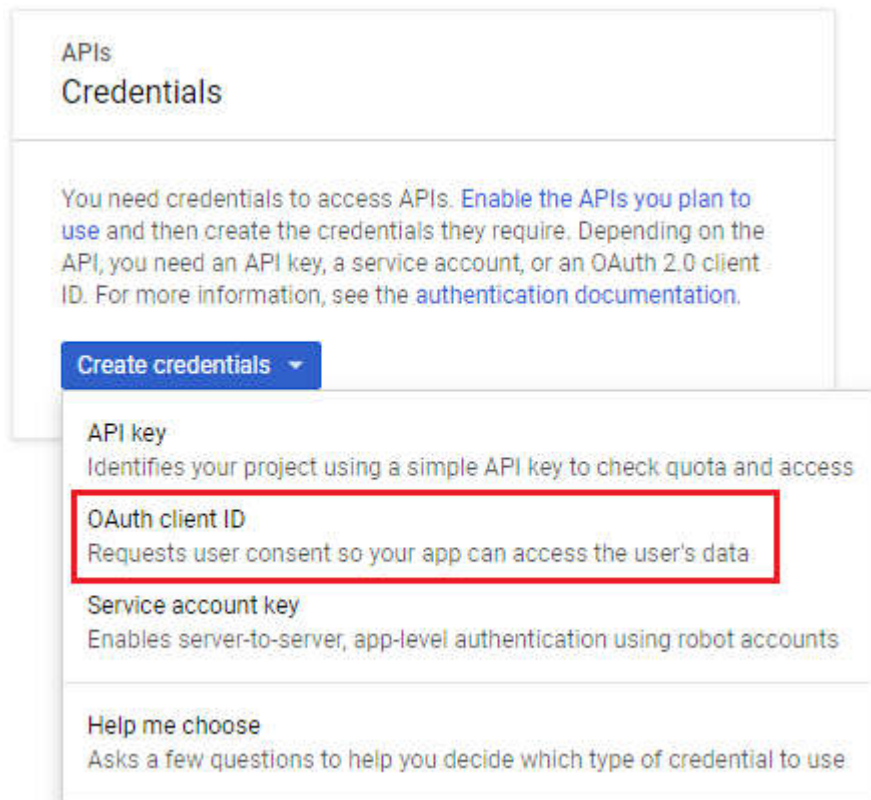 APIs
Credentials
You need credentials to access APIs. Enable the APIs you plan to
use and then create the credentials they require. Depending on the
API, you need an API key, a service account, or an OAuth 2.0 client
ID. For more information, see the authentication documentation.
Create credentials
API key
Identifies your project using a simple API key to check quota and access
OAuth client ID
Requests user consent so your app can access the user's data
Service account key
Enables server-to-server, app-level authentication using robot accounts
Help me choose
Asks a few questions to help you decide which type of credential to use